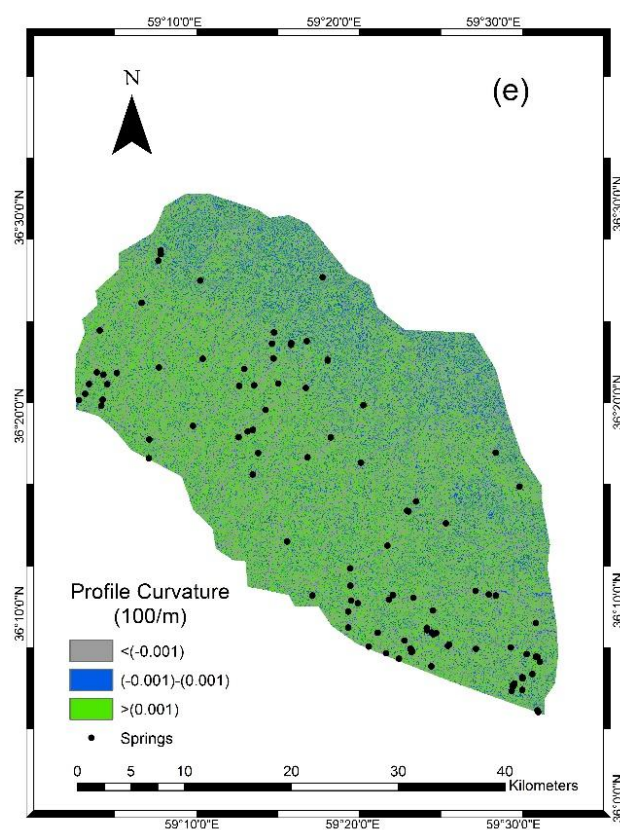 59°10'0"E 59°20'0"E 59°30'0"E
N
(e)
36°30'0"N 36°30'0"N
36°20'0"N 36°20'0"N
36°10'0"N 36°10'0"N
Profile Curvature
(100/m)
<(-0.001)
(-0.001)-(0.001)
>(0.001)
Springs
0 5 10 20 30 40
Kilometers
36°0'0"N
59°10'0"E 59°20'0"E 59°30'0"E